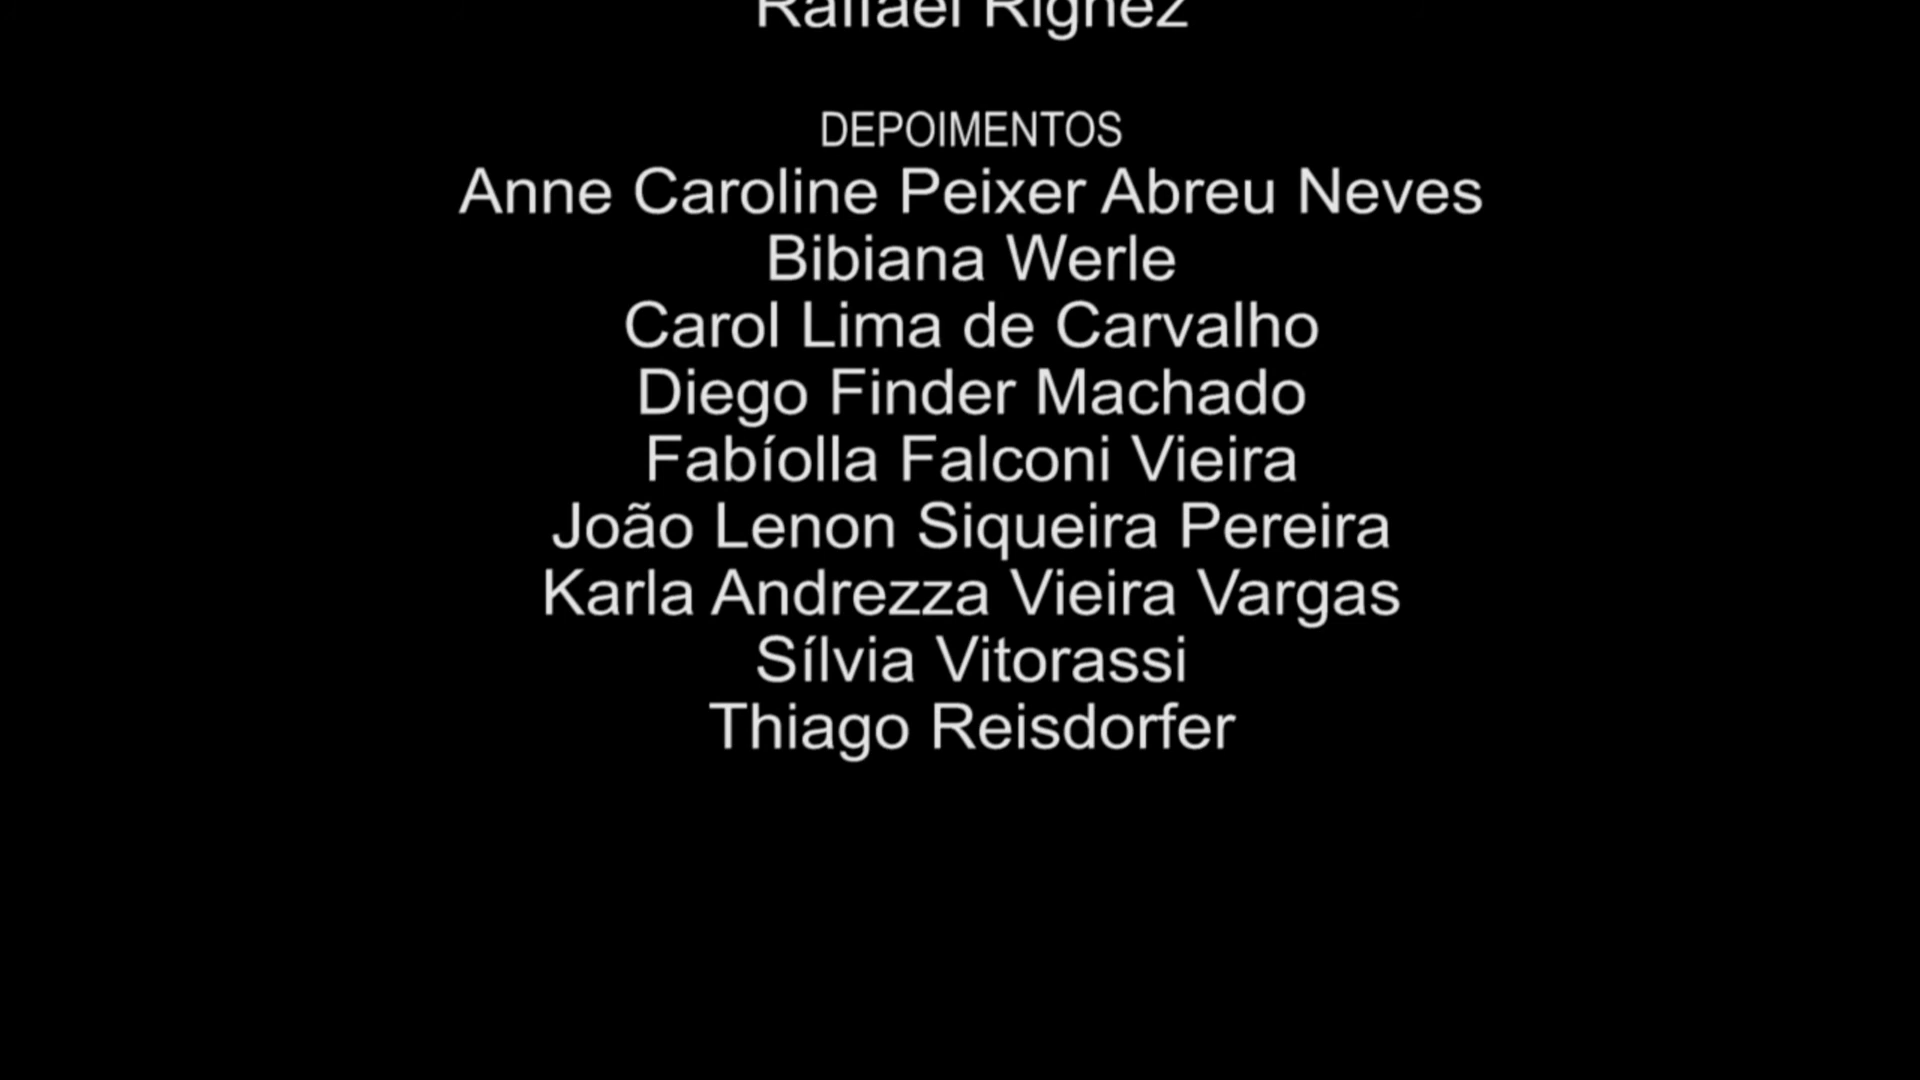 DEPOIMENTOS
Anne Caroline Peixer Abreu Neves
Bibiana Werle
Carol Lima de Carvalho
Diego Finder Machado
Fabíolla Falconi Vieira
João Lenon Siqueira Pereira
Karla Andrezza Vieira Vargas
Sílvia Vitorassi
Thiago Reisdorfer